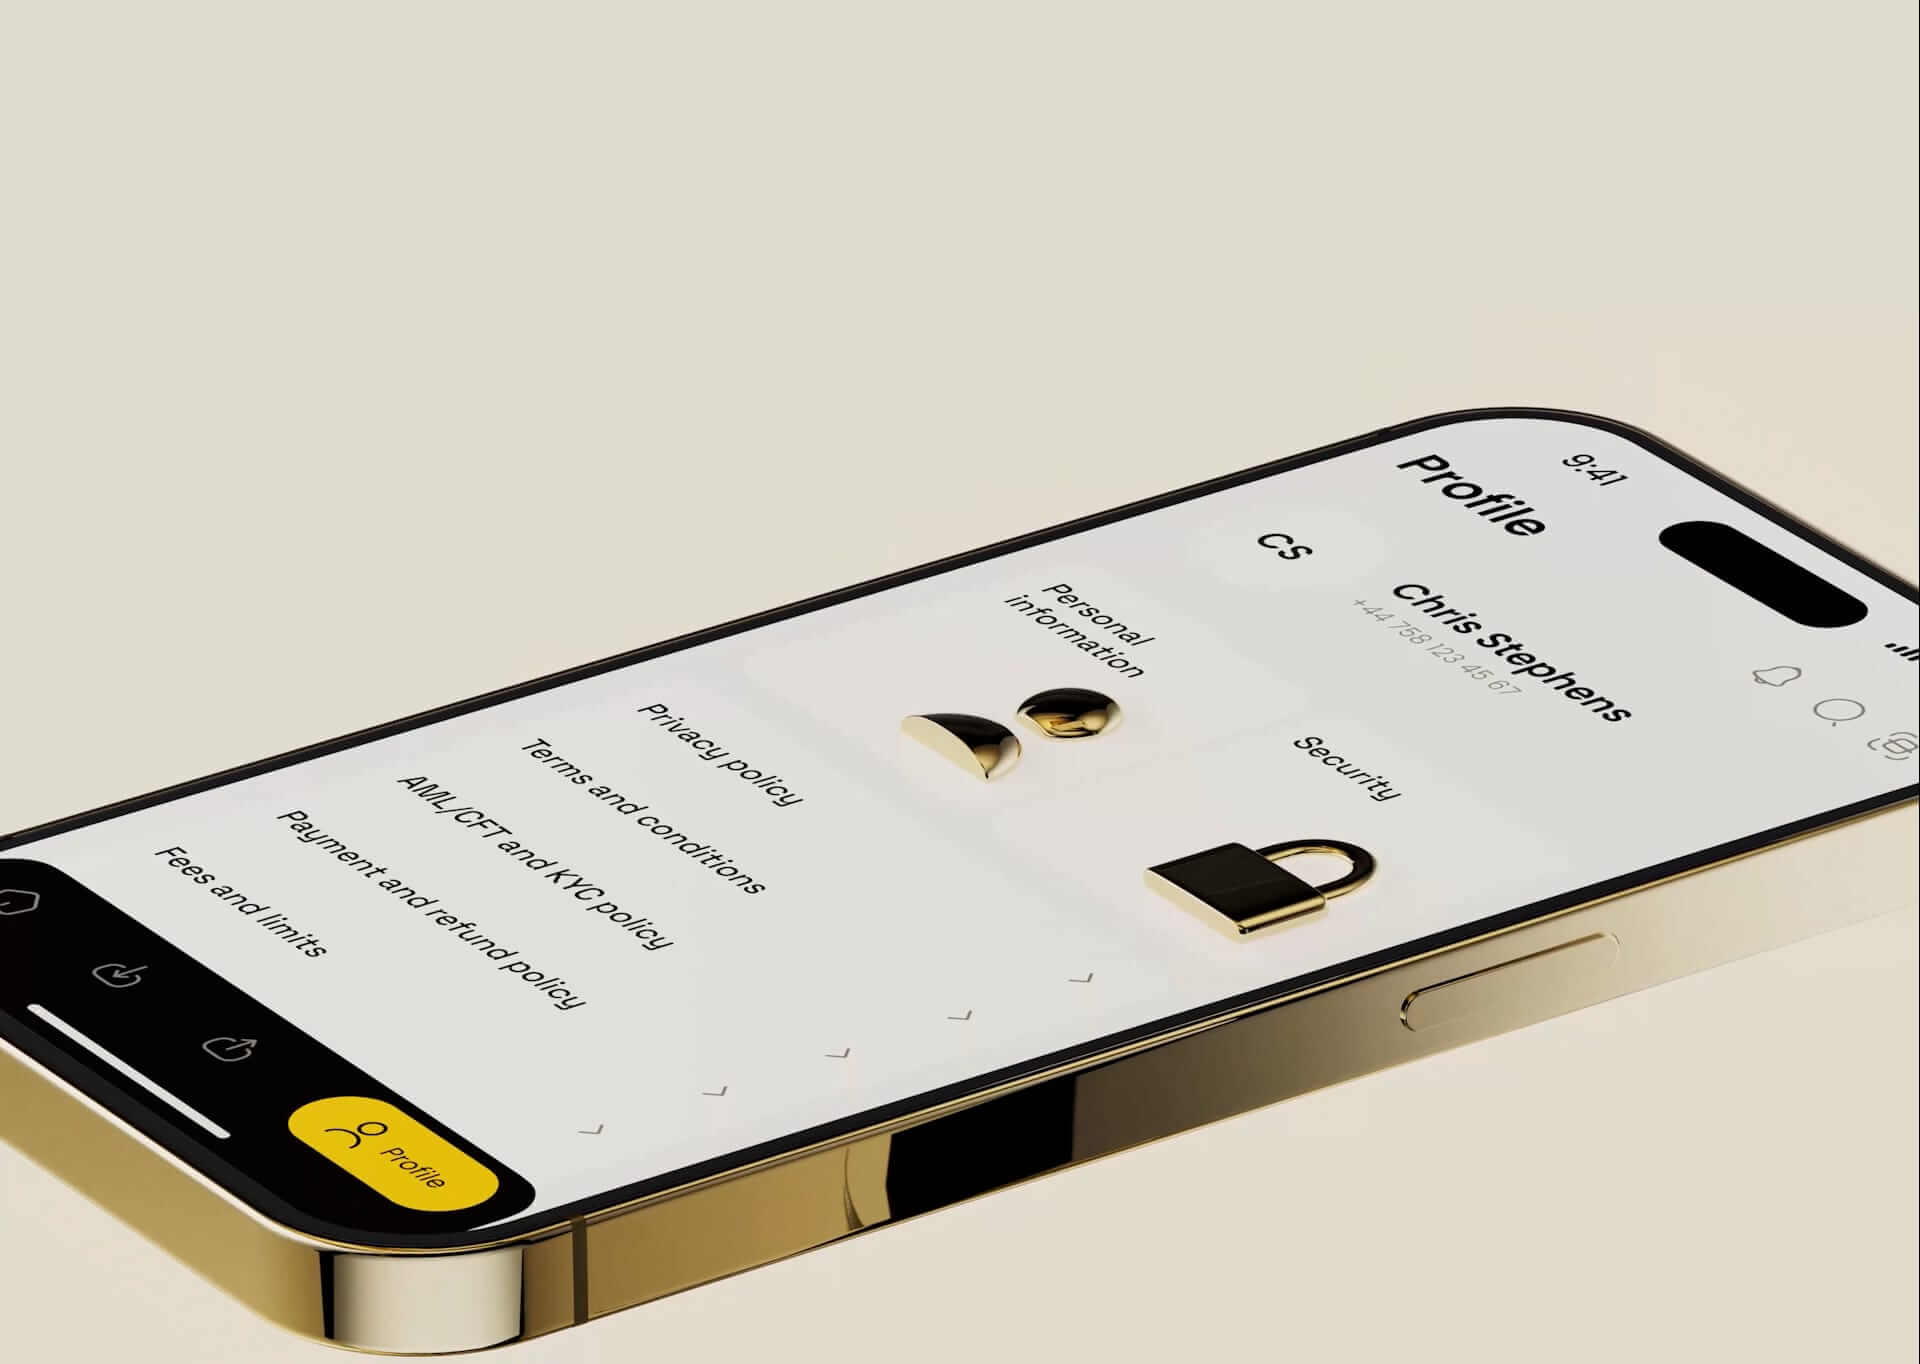 9:41
Profile
CS
Chris Stephens
+44 758 123 45 67
Personal
information
Security
Privacy policy
Terms and conditions
AML/CFT and KYC policy
Payment and refund policy
Fees and limits
Profile